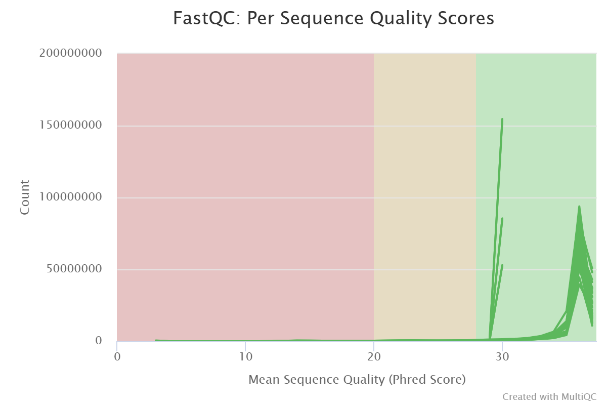 FastQC: Per Sequence Quality Scores
200000000
150000000
100000000
50000000
0
Count
0 10 20 30
Mean Sequence Quality (Phred Score)
Created with MultiQC